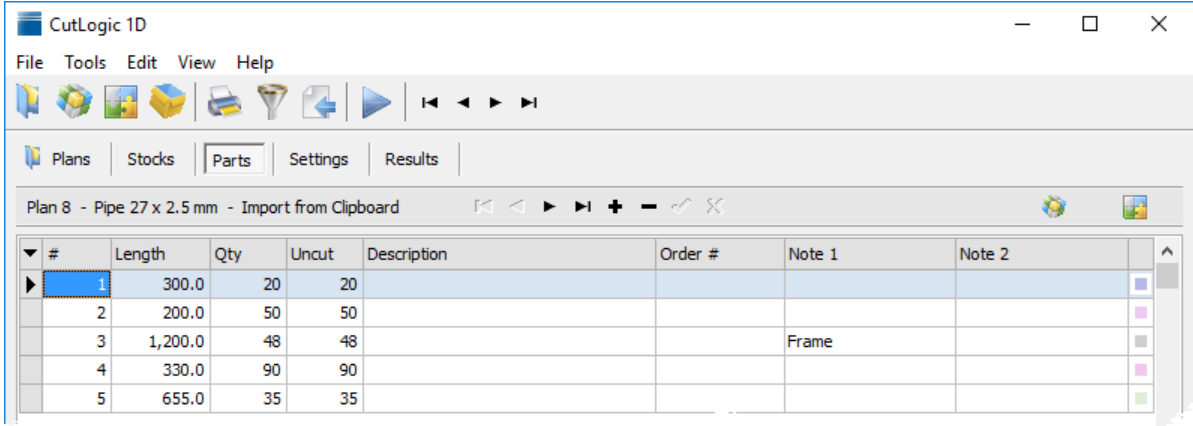 CutLogic 1D
File Tools Edit View Help
Plans Stocks Parts Settings Results
Plan 8 - Pipe 27 x 2.5 mm - Import from Clipboard
# Length Qty Uncut Description Order # Note 1 Note 2
1 300.0 20 20
2 200.0 50 50
3 1,200.0 48 48 Frame
4 330.0 90 90
5 655.0 35 35